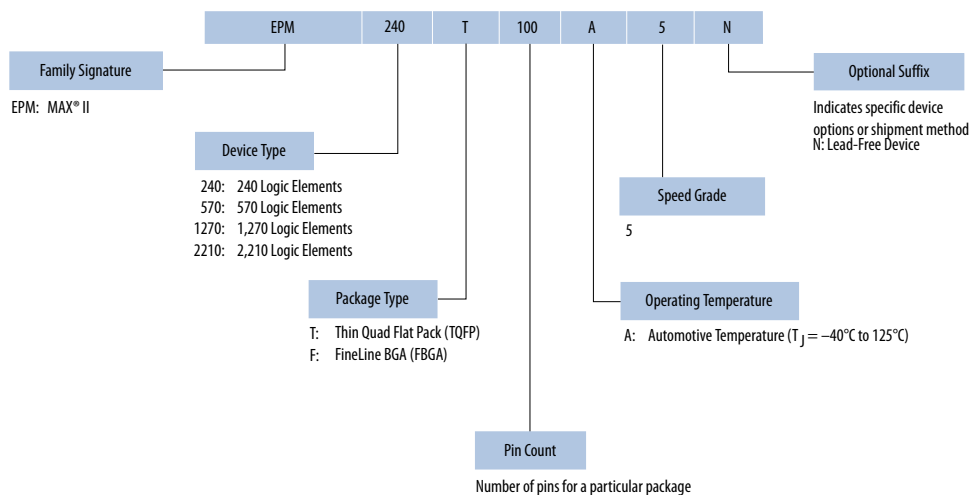 EPM 240 T 100 A 5 N
Family Signature
EPM: MAX® II
Optional Suffix
Indicates specific device
options or shipment method
N: Lead-Free Device
Device Type
240: 240 Logic Elements
570: 570 Logic Elements
1270: 1,270 Logic Elements
2210: 2,210 Logic Elements
Speed Grade
5
Package Type
T: Thin Quad Flat Pack (TQFP)
F: FineLine BGA (FBGA)
Operating Temperature
A: Automotive Temperature (T J = –40°C to 125°C)
Pin Count
Number of pins for a particular package